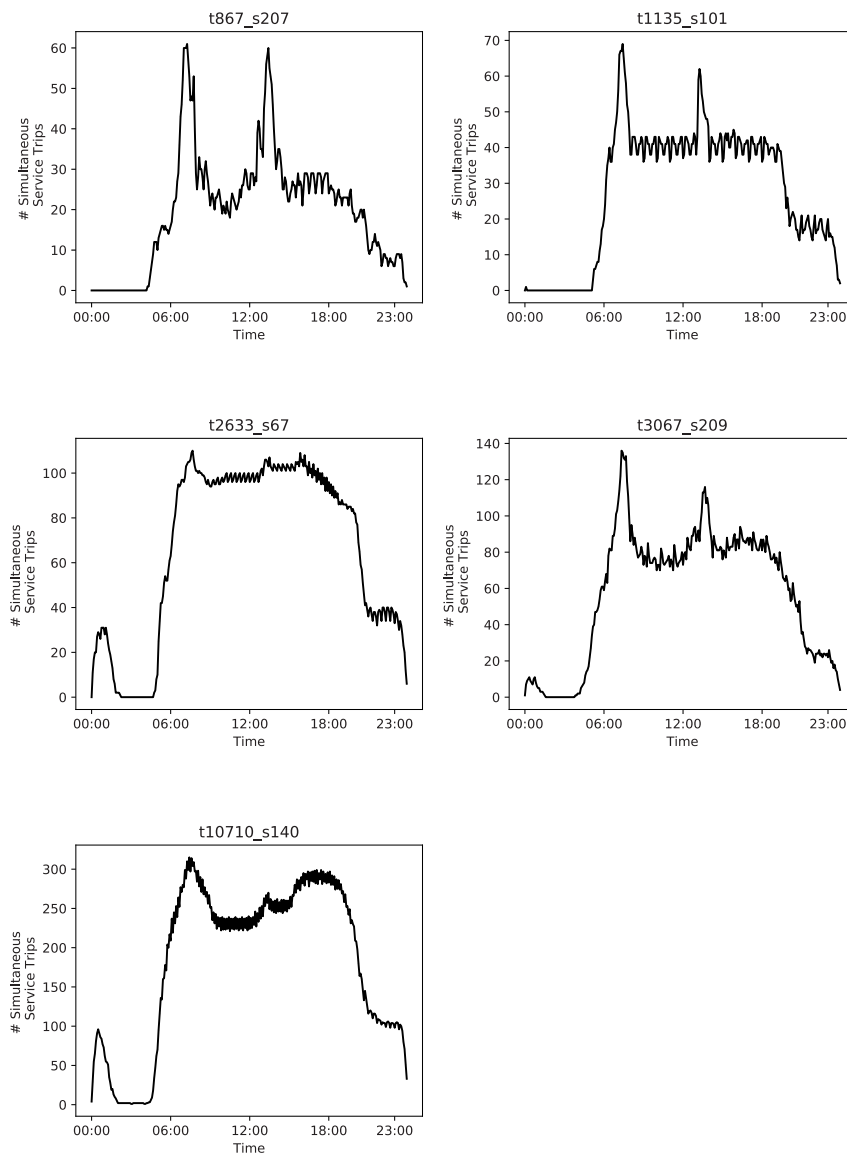 t867_s207
# Simultaneous
Service Trips
60
50
40
30
20
10
0
00:00 06:00 12:00 18:00 23:00
Time
t1135_s101
# Simultaneous
Service Trips
70
60
50
40
30
20
10
0
00:00 06:00 12:00 18:00 23:00
Time
t2633_s67
# Simultaneous
Service Trips
100
80
60
40
20
0
00:00 06:00 12:00 18:00 23:00
Time
t3067_s209
# Simultaneous
Service Trips
140
120
100
80
60
40
20
0
00:00 06:00 12:00 18:00 23:00
Time
t10710_s140
# Simultaneous
Service Trips
300
250
200
150
100
50
0
00:00 06:00 12:00 18:00 23:00
Time